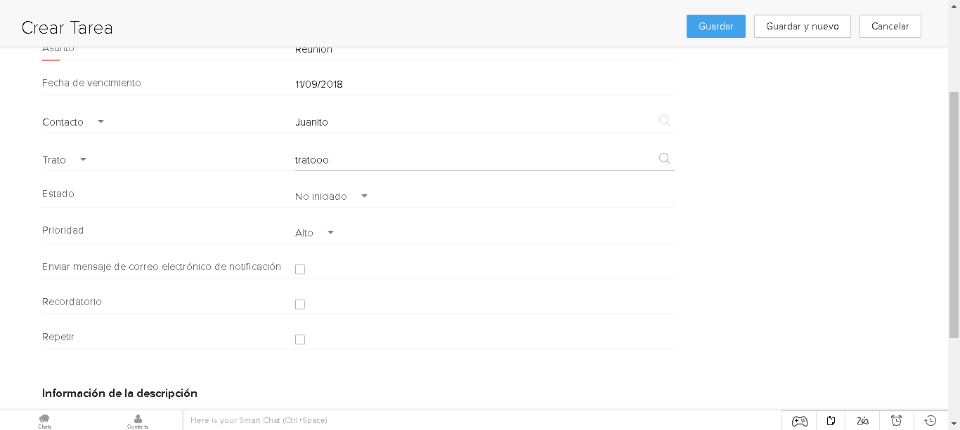 Crear Tarea
Guardar
Guardar y nuevo
Cancelar
Asunto
Reunion
Fecha de vencimiento
11/09/2018
Contacto
Juanito
Trato
tratooo
Estado
No iniciado
Prioridad
Alto
Enviar mensaje de correo electrónico de notificación
Recordatorio
Repetir
Información de la descripción
Chats
Contacts
Here is your Smart Chat (Ctrl+Space)